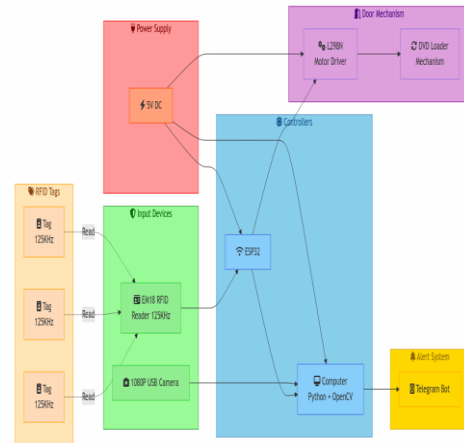 Door Mechanism
Power Supply
L298N
Motor Driver
DVD Loader
Mechanism
5V DC
Controllers
RFID Tags
Input Devices
Tag
125KHz
Read
ESP32
EM18 RFID
Reader 125KHz
Tag
125KHz
Read
Alert System
1080P USB Camera
Computer
Python + OpenCV
Telegram Bot
Tag
125KHz
Read